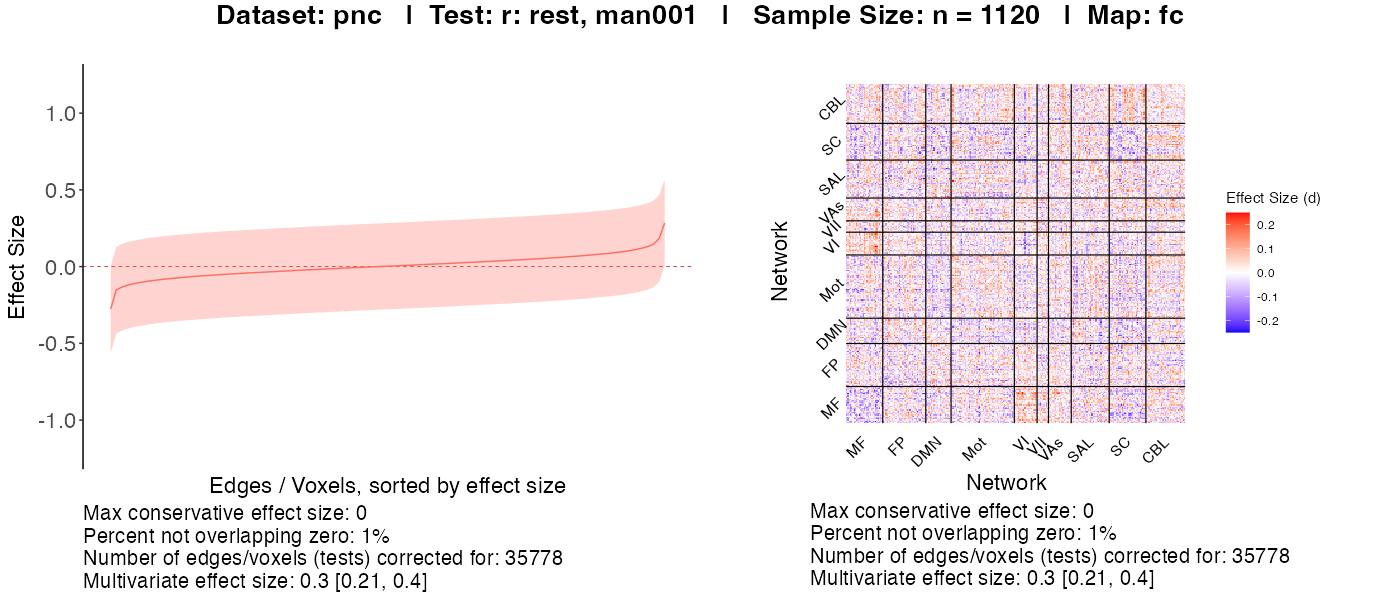 Dataset: pnc | Test: r: rest, man001 | Sample Size: n = 1120 | Map: fc
Effect Size
1.0
0.5
0.0
-0.5
-1.0
Edges / Voxels, sorted by effect size
Max conservative effect size: 0
Percent not overlapping zero: 1%
Number of edges/voxels (tests) corrected for: 35778
Multivariate effect size: 0.3 [0.21, 0.4]
Network
CBL
SC
SAL
VAs
VII
VI
Mot
DMN
FP
MF
MF
FP
DMN
Mot
VI
VII
VAs
SAL
SC
CBL
Network
Effect Size (d)
0.2
0.1
0.0
-0.1
-0.2
Max conservative effect size: 0
Percent not overlapping zero: 1%
Number of edges/voxels (tests) corrected for: 35778
Multivariate effect size: 0.3 [0.21, 0.4]